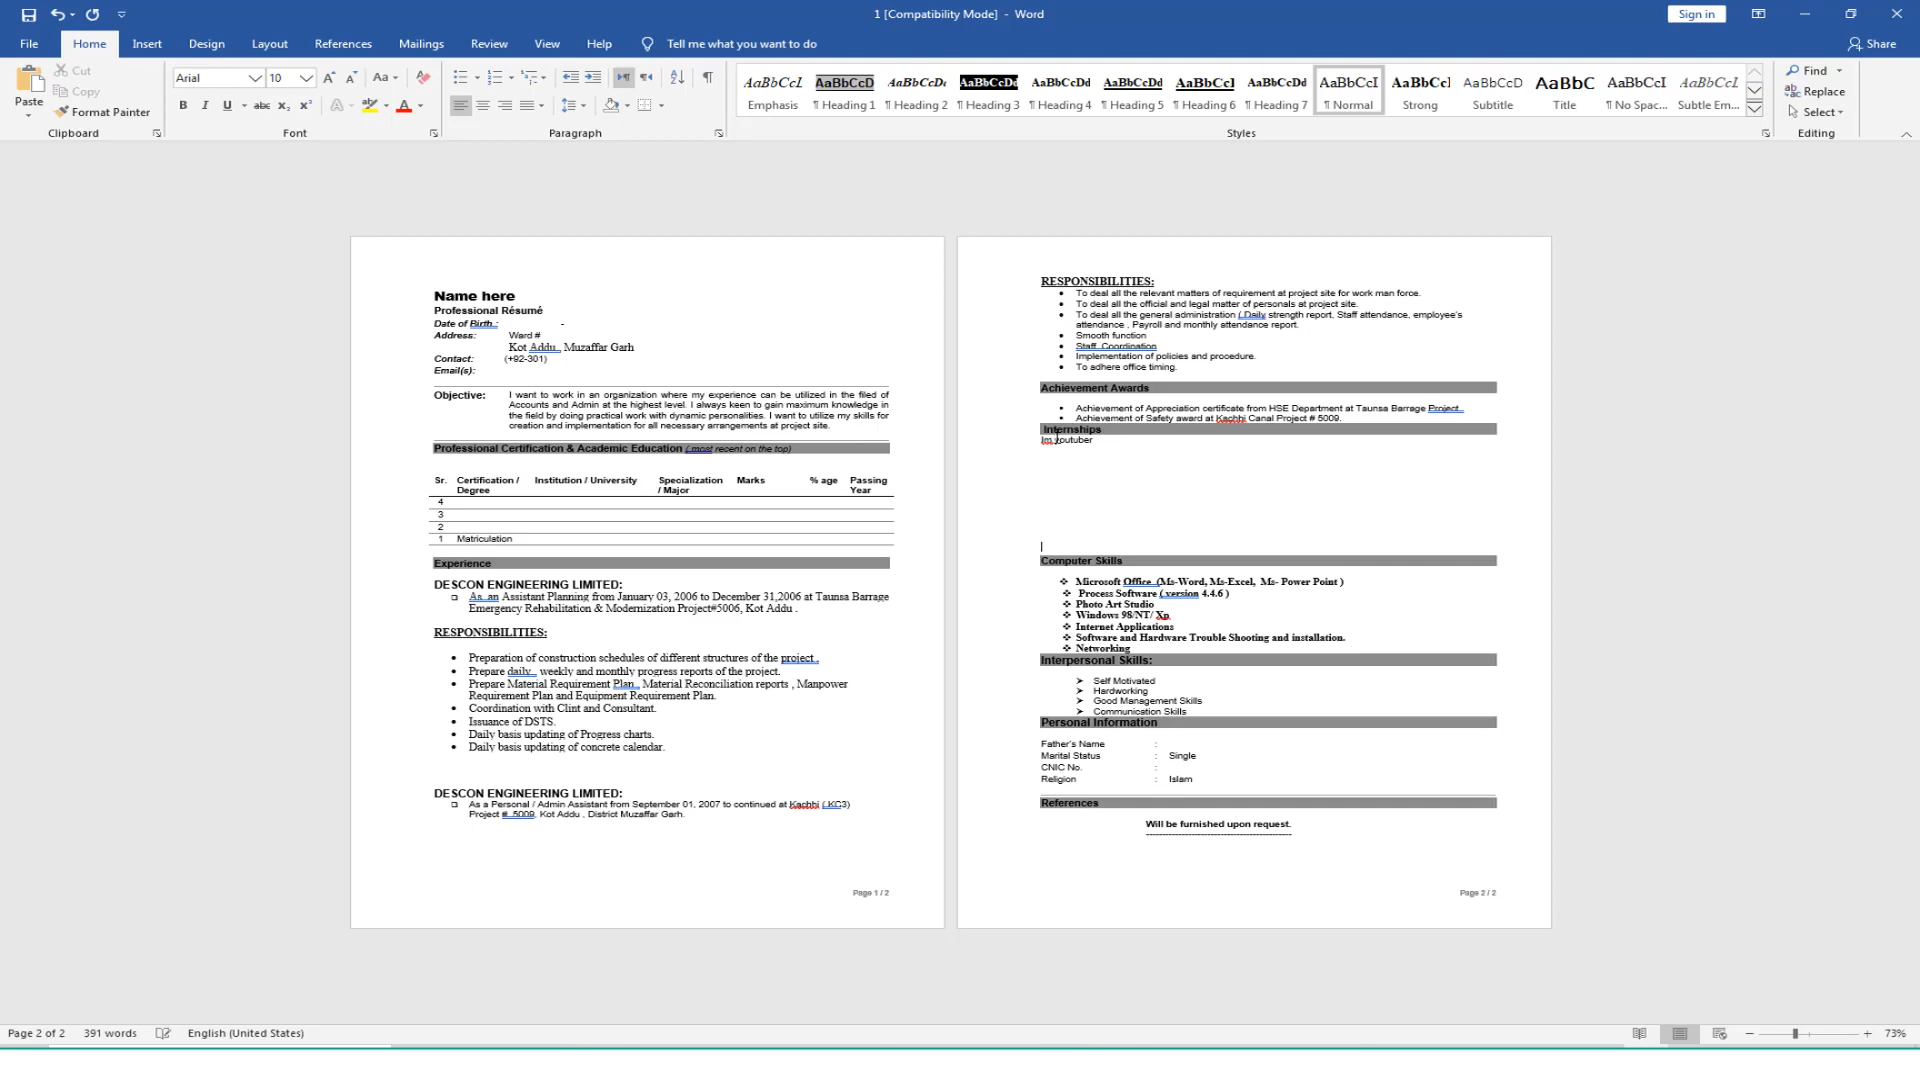 1 [Compatibility Mode] - Word
Sign in
File Home Insert Design Layout References Mailings Review View Help Tell me what you want to do
Share
Paste
Cut
Copy
Format Painter
Clipboard
Arial 10
Font
Paragraph
AaBbCcL AaBbCcD AaBbCcDc AaBbCcDd AaBbCcDd AaBbCcDd AaBbCcI AaBbCcDd AaBbCcI AaBbCcI AaBbCcD AaBbC AaBbCcI AaBbCcL
Emphasis ¶ Heading 1 ¶ Heading 2 ¶ Heading 3 ¶ Heading 4 ¶ Heading 5 ¶ Heading 6 ¶ Heading 7 ¶ Normal Strong Subtitle Title ¶ No Spac... Subtle Em...
Styles
Find
Replace
Select
Editing
Name here
Professional Résumé
Date of Birth : -
Address: Ward #
Kot Addu , Muzaffar Garh
Contact: (+92-301)
Email(s):
Objective: I want to work in an organization where my experience can be utilized in the filed of
Accounts and Admin at the highest level. I always keen to gain maximum knowledge in
the field by doing practical work with dynamic personalities. I want to utilize my skills for
creation and implementation for all necessary arrangements at project site.
Professional Certification & Academic Education ( most recent on the top)
Sr. Certification / Institution / University Specialization Marks % age Passing
Degree / Major Year
4
3
2
1 Matriculation
Experience
DESCON ENGINEERING LIMITED:
As an Assistant Planning from January 03, 2006 to December 31,2006 at Taunsa Barrage
Emergency Rehabilitation & Modernization Project#5006, Kot Addu .
RESPONSIBILITIES:
• Preparation of construction schedules of different structures of the project .
• Prepare daily , weekly and monthly progress reports of the project.
• Prepare Material Requirement Plan , Material Reconciliation reports , Manpower
Requirement Plan and Equipment Requirement Plan.
• Coordination with Clint and Consultant.
• Issuance of DSTS.
• Daily basis updating of Progress charts.
• Daily basis updating of concrete calendar.
DESCON ENGINEERING LIMITED:
As a Personal / Admin Assistant from September 01, 2007 to continued at Kachhi ( KC3)
Project # 5009, Kot Addu , District Muzaffar Garh.
Page 1 / 2
RESPONSIBILITIES:
• To deal all the relevant matters of requirement at project site for work man force.
• To deal all the official and legal matter of personals at project site.
• To deal all the general administration ( Daily strength report, Staff attendance, employee's
attendance , Payroll and monthly attendance report.
• Smooth function
• Staff Coordination
• Implementation of policies and procedure.
• To adhere office timing.
Achievement Awards
• Achievement of Appreciation certificate from HSE Department at Taunsa Barrage Project .
• Achievement of Safety award at Kachhi Canal Project # 5009.
Internships
Im youtuber
Computer Skills
❖ Microsoft Office (Ms-Word, Ms-Excel, Ms- Power Point )
❖ Process Software ( version 4.4.6 )
❖ Photo Art Studio
❖ Windows 98/NT/ Xp
❖ Internet Applications
❖ Software and Hardware Trouble Shooting and installation.
❖ Networking
Interpersonal Skills:
➢ Self Motivated
➢ Hardworking
➢ Good Management Skills
➢ Communication Skills
Personal Information
Father's Name :
Marital Status : Single
CNIC No. :
Religion : Islam
References
Will be furnished upon request.
Page 2 / 2
Page 2 of 2 391 words English (United States)
73%